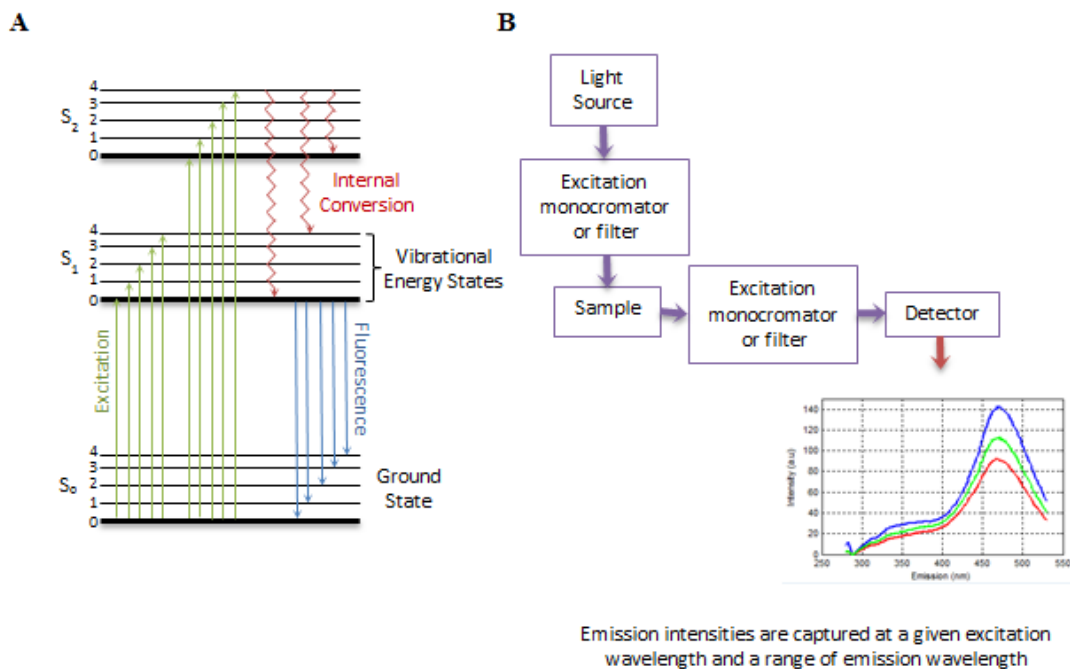 A
4
3
S2
2
1
0
Internal
Conversion
4
3
S1
2
1
0
Vibrational
Energy States
Excitation
Fluorescence
4
3
S0
2
1
0
Ground
State
B
Light
Source
Excitation
monocromator
or filter
Sample
Excitation
monocromator
or filter
Detector
140
120
100
80
60
40
20
0
Intensity (a.u)
250 300 350 400 450 500 550
Emission (nm)
Emission intensities are captured at a given excitation
wavelength and a range of emission wavelength